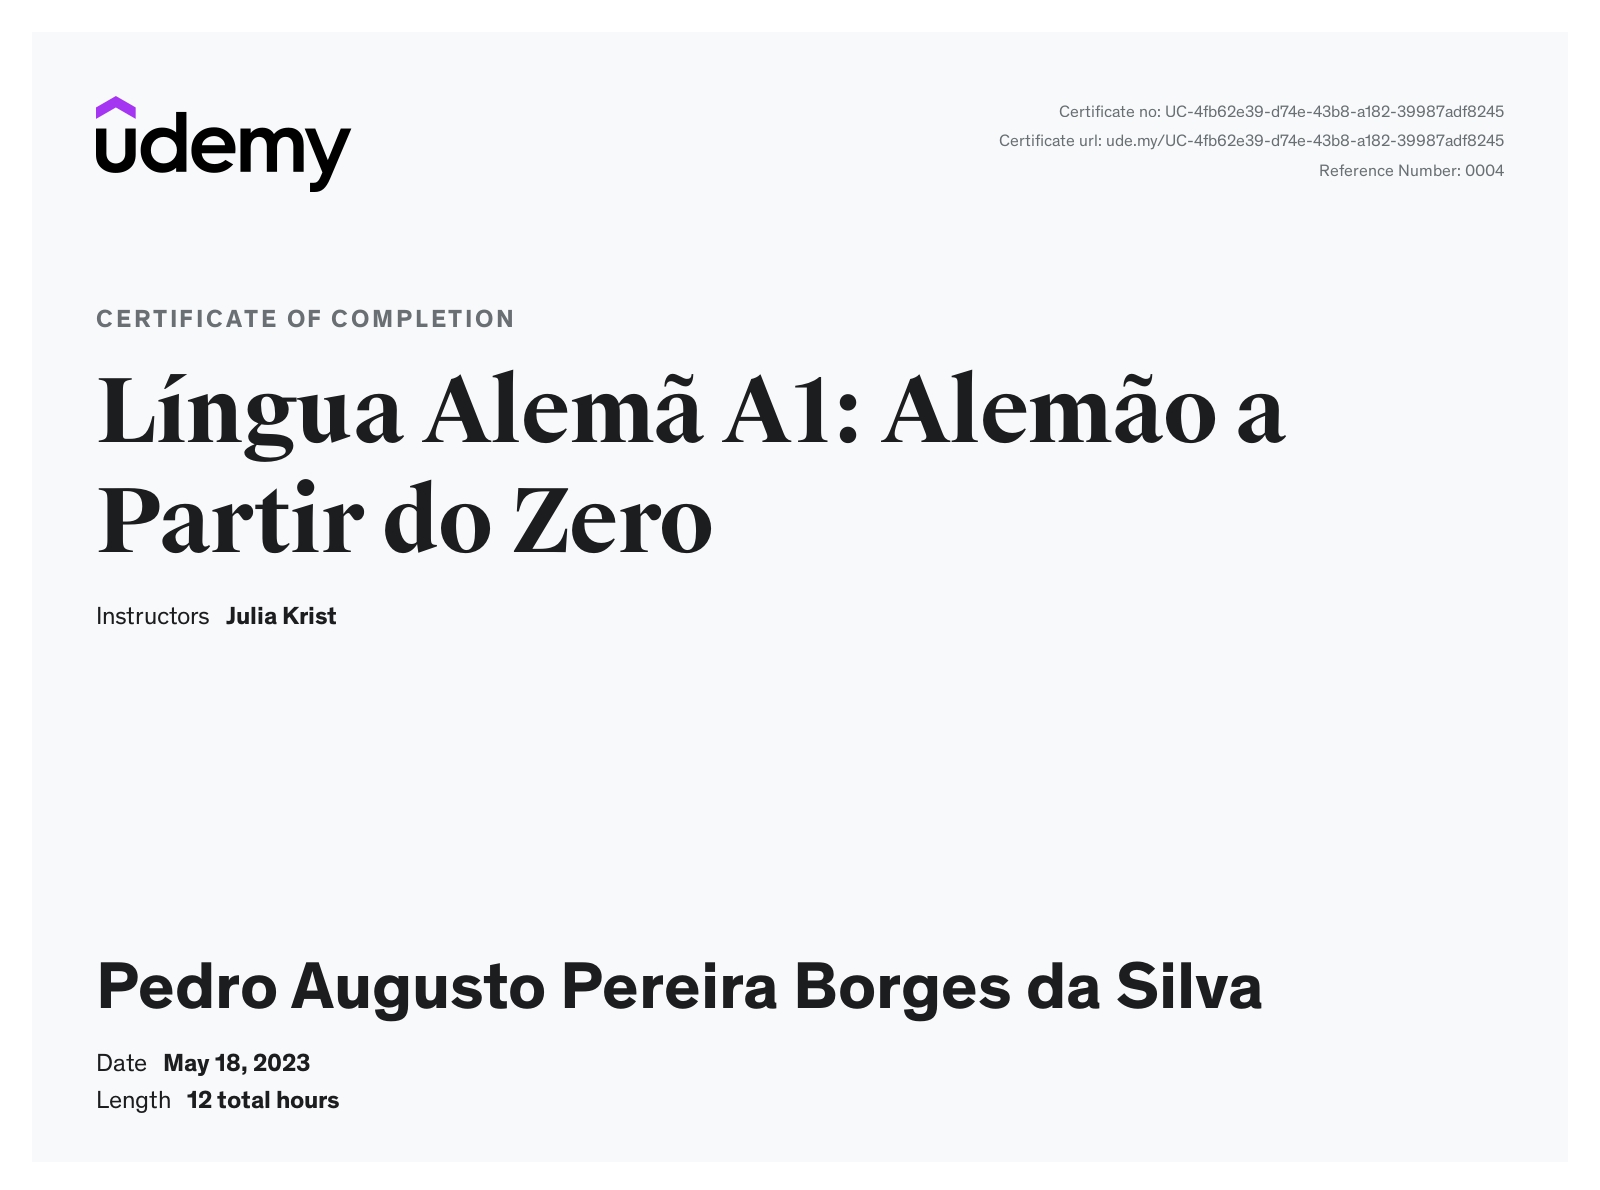 udemy
Certificate no: UC-4fb62e39-d74e-43b8-a182-39987adf8245
Certificate url: ude.my/UC-4fb62e39-d74e-43b8-a182-39987adf8245
Reference Number: 0004
CERTIFICATE OF COMPLETION
Língua Alemã A1: Alemão a
Partir do Zero
Instructors Julia Krist
Pedro Augusto Pereira Borges da Silva
Date May 18, 2023
Length 12 total hours